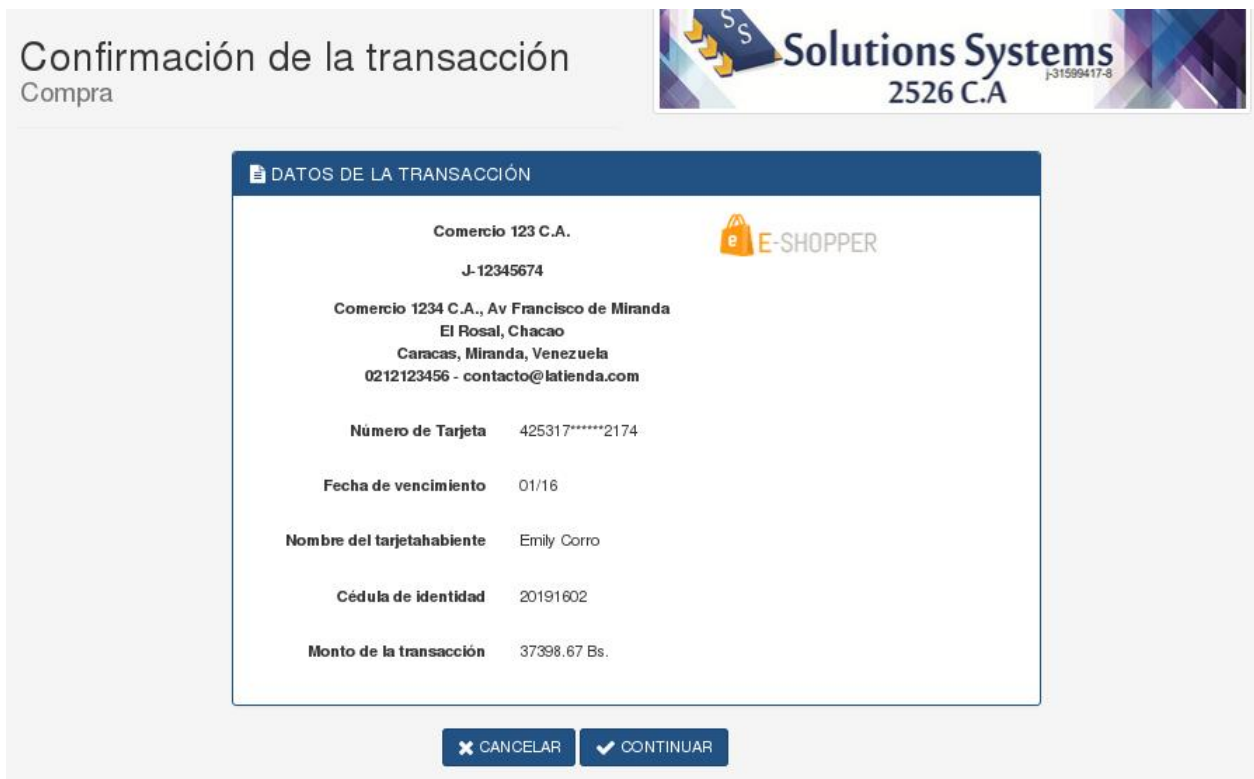 Confirmación de la transacción
Compra
SS
Solutions Systems
j-31599417-8
2526 C.A
DATOS DE LA TRANSACCIÓN
Comercio 123 C.A.
e E-SHOPPER
J-12345674
Comercio 1234 C.A., Av Francisco de Miranda
El Rosal, Chacao
Caracas, Miranda, Venezuela
0212123456 - contacto@latienda.com
Número de Tarjeta 425317******2174
Fecha de vencimiento 01/16
Nombre del tarjetahabiente Emily Corro
Cédula de identidad 20191602
Monto de la transacción 37398.67 Bs.
CANCELAR CONTINUAR